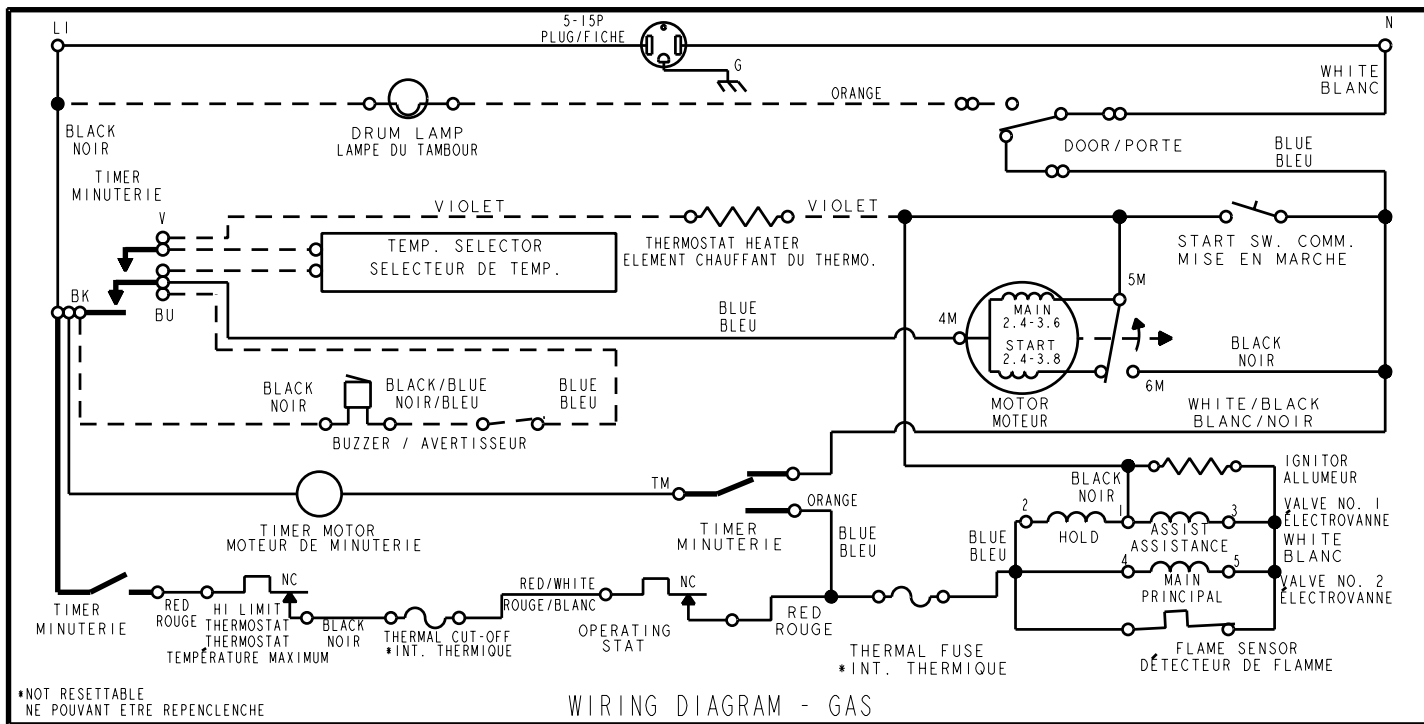 L1
5-15P
PLUG/FICHE
N
G
WHITE
BLANC
ORANGE
BLACK
NOIR
DRUM LAMP
LAMPE DU TAMBOUR
DOOR/PORTE
BLUE
BLEU
TIMER
MINUTERIE
V
VIOLET
VIOLET
TEMP. SELECTOR
SELECTEUR DE TEMP.
THERMOSTAT HEATER
ELEMENT CHAUFFANT DU THERMO.
START SW. COMM.
MISE EN MARCHE
BK
BU
BLUE
BLEU
4M
MAIN
2.4-3.6
START
2.4-3.8
5M
BLACK
NOIR
6M
MOTOR
MOTEUR
WHITE/BLACK
BLANC/NOIR
BLACK
NOIR
BLACK/BLUE
NOIR/BLEU
BLUE
BLEU
BUZZER / AVERTISSEUR
TM
ORANGE
TIMER MOTOR
MOTEUR DE MINUTERIE
TIMER
MINUTERIE
BLUE
BLEU
BLACK
NOIR
IGNITOR
ALLUMEUR
2
1
3
HOLD
ASSIST
ASSISTANCE
VALVE NO. 1
ÉLECTROVANNE
BLUE
BLEU
WHITE
BLANC
4
5
MAIN
PRINCIPAL
VALVE NO. 2
ÉLECTROVANNE
TIMER
MINUTERIE
RED
ROUGE
NC
HI LIMIT
THERMOSTAT
THERMOSTAT
TEMPÉRATURE MAXIMUM
BLACK
NOIR
THERMAL CUT-OFF
*INT. THERMIQUE
RED/WHITE
ROUGE/BLANC
NC
OPERATING
STAT
RED
ROUGE
THERMAL FUSE
*INT. THERMIQUE
FLAME SENSOR
DÉTECTEUR DE FLAMME
*NOT RESETTABLE
NE POUVANT ETRE REPENCLENCHE
WIRING DIAGRAM - GAS